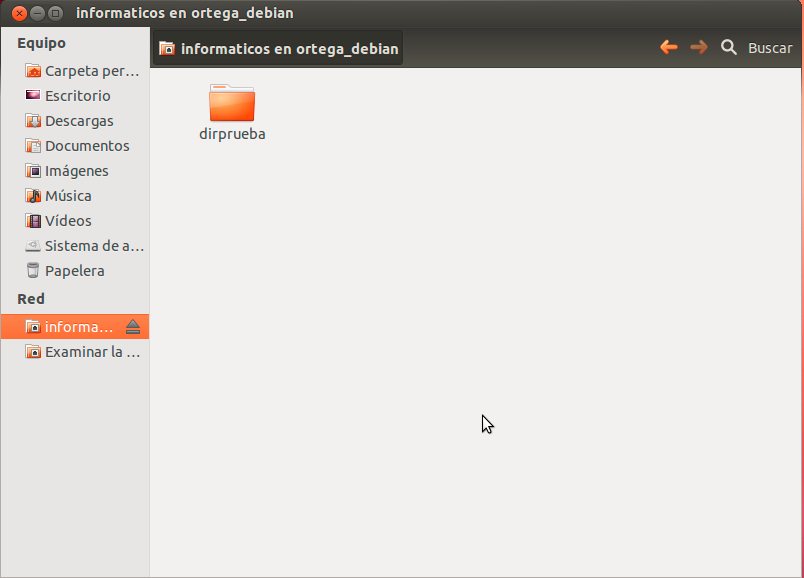 informaticos en ortega_debian
Equipo
Carpeta per...
Escritorio
Descargas
Documentos
Imágenes
Música
Vídeos
Sistema de a...
Papelera
Red
informa...
Examinar la ...
informaticos en ortega_debian
Buscar
dirprueba